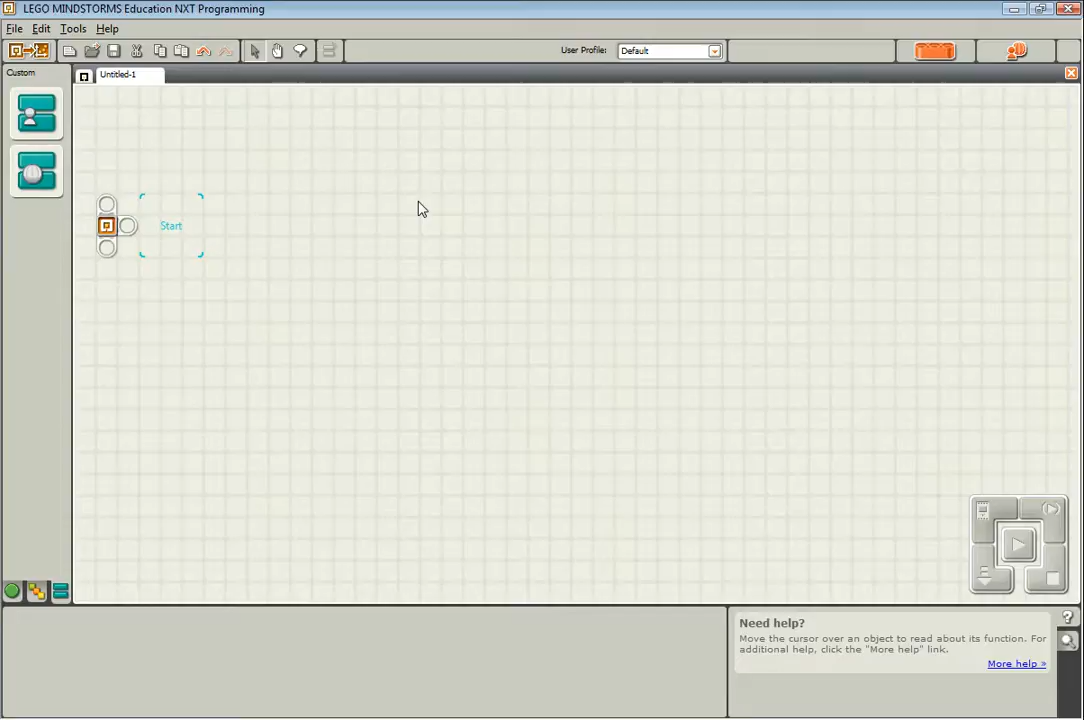 LEGO MINDSTORMS Education NXT Programming
File Edit Tools Help
User Profile: Default
Custom
Untitled-1
Start
Need help?
Move the cursor over an object to read about its function. For
additional help, click the "More help" link.
More help »